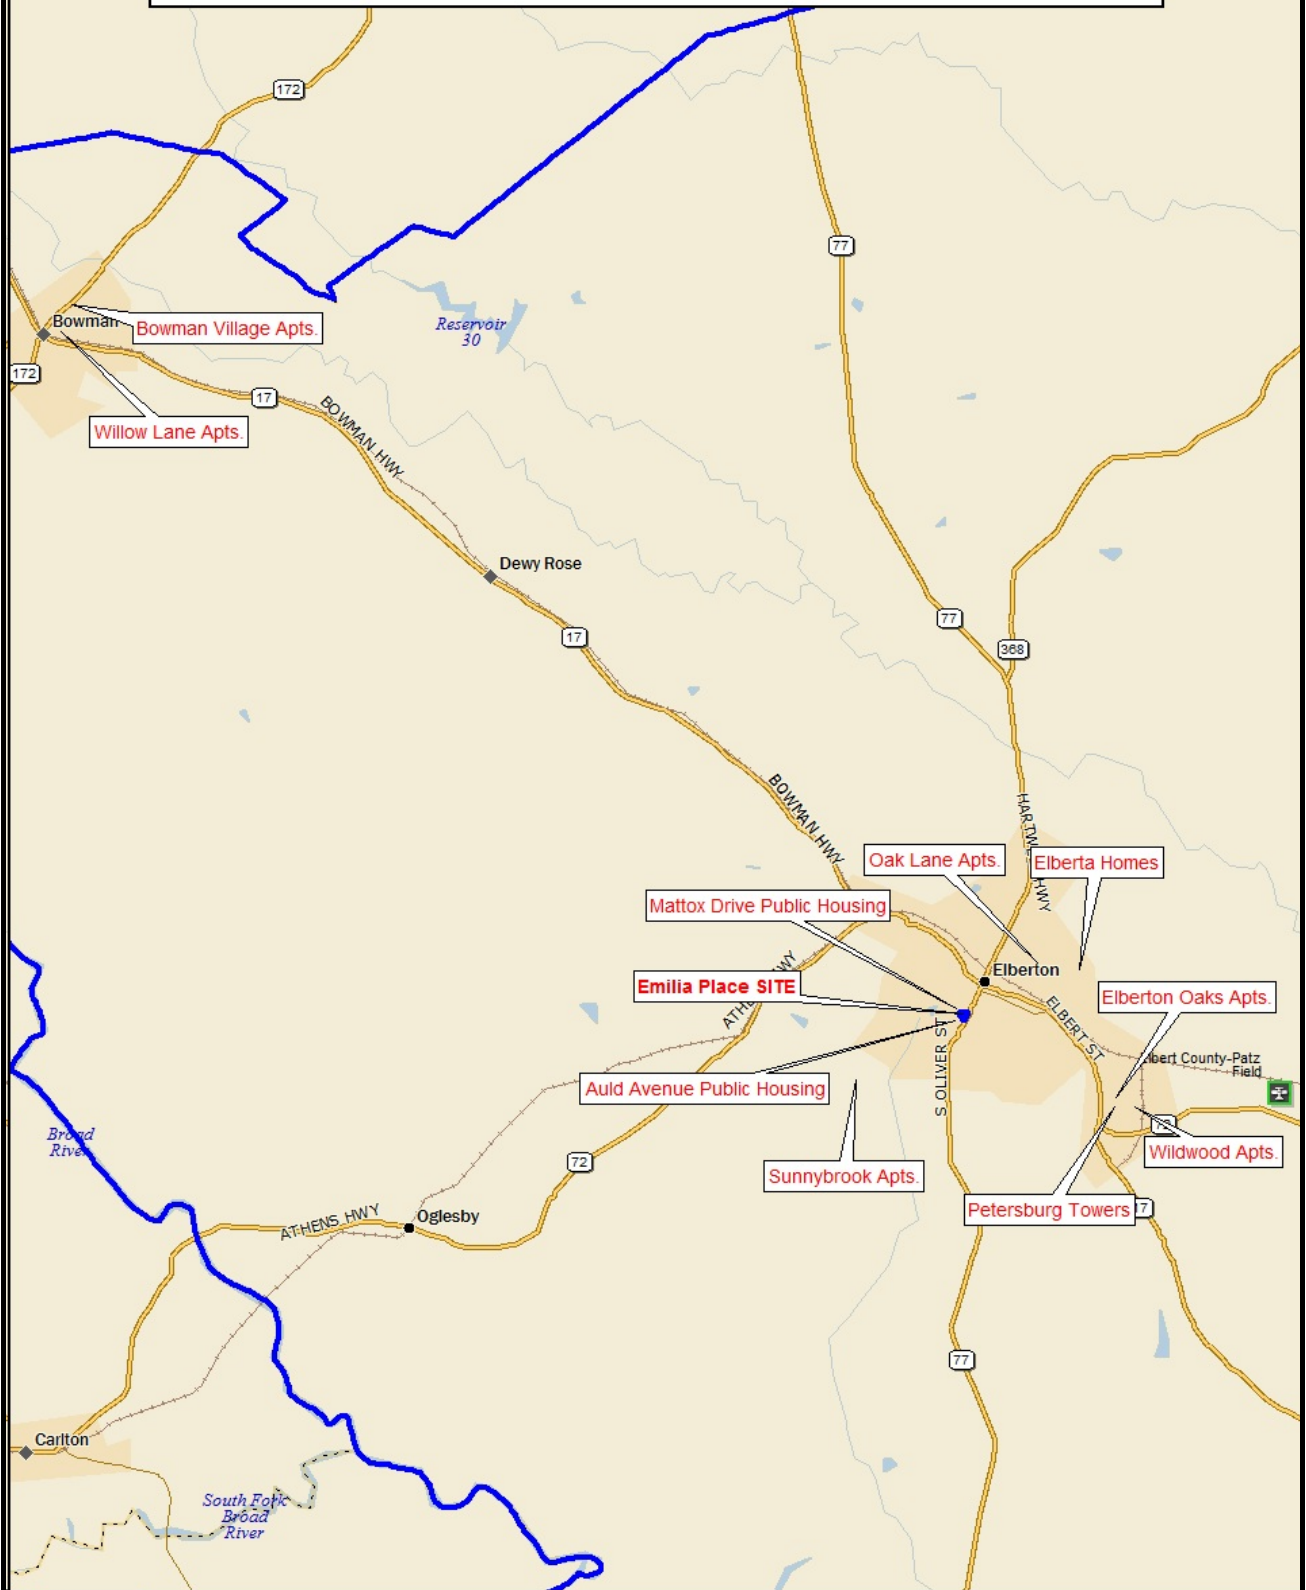 172
77
Bowman
Bowman Village Apts.
Reservoir
30
172
17
BOWMAN HWY
Willow Lane Apts.
Dewy Rose
17
77
368
BOWMAN HWY
HWY
Oak Lane Apts.
Elberta Homes
Mattox Drive Public Housing
Elberton
Emilia Place SITE
Elberton Oaks Apts.
ELBERT ST
S OLIVER ST
County-Patz
Field
Auld Avenue Public Housing
Broad
River
72
Wildwood Apts.
Sunnybrook Apts.
Petersburg Towers
17
ATHENS HWY
Oglesby
77
Carlton
South Fork
Broad
River